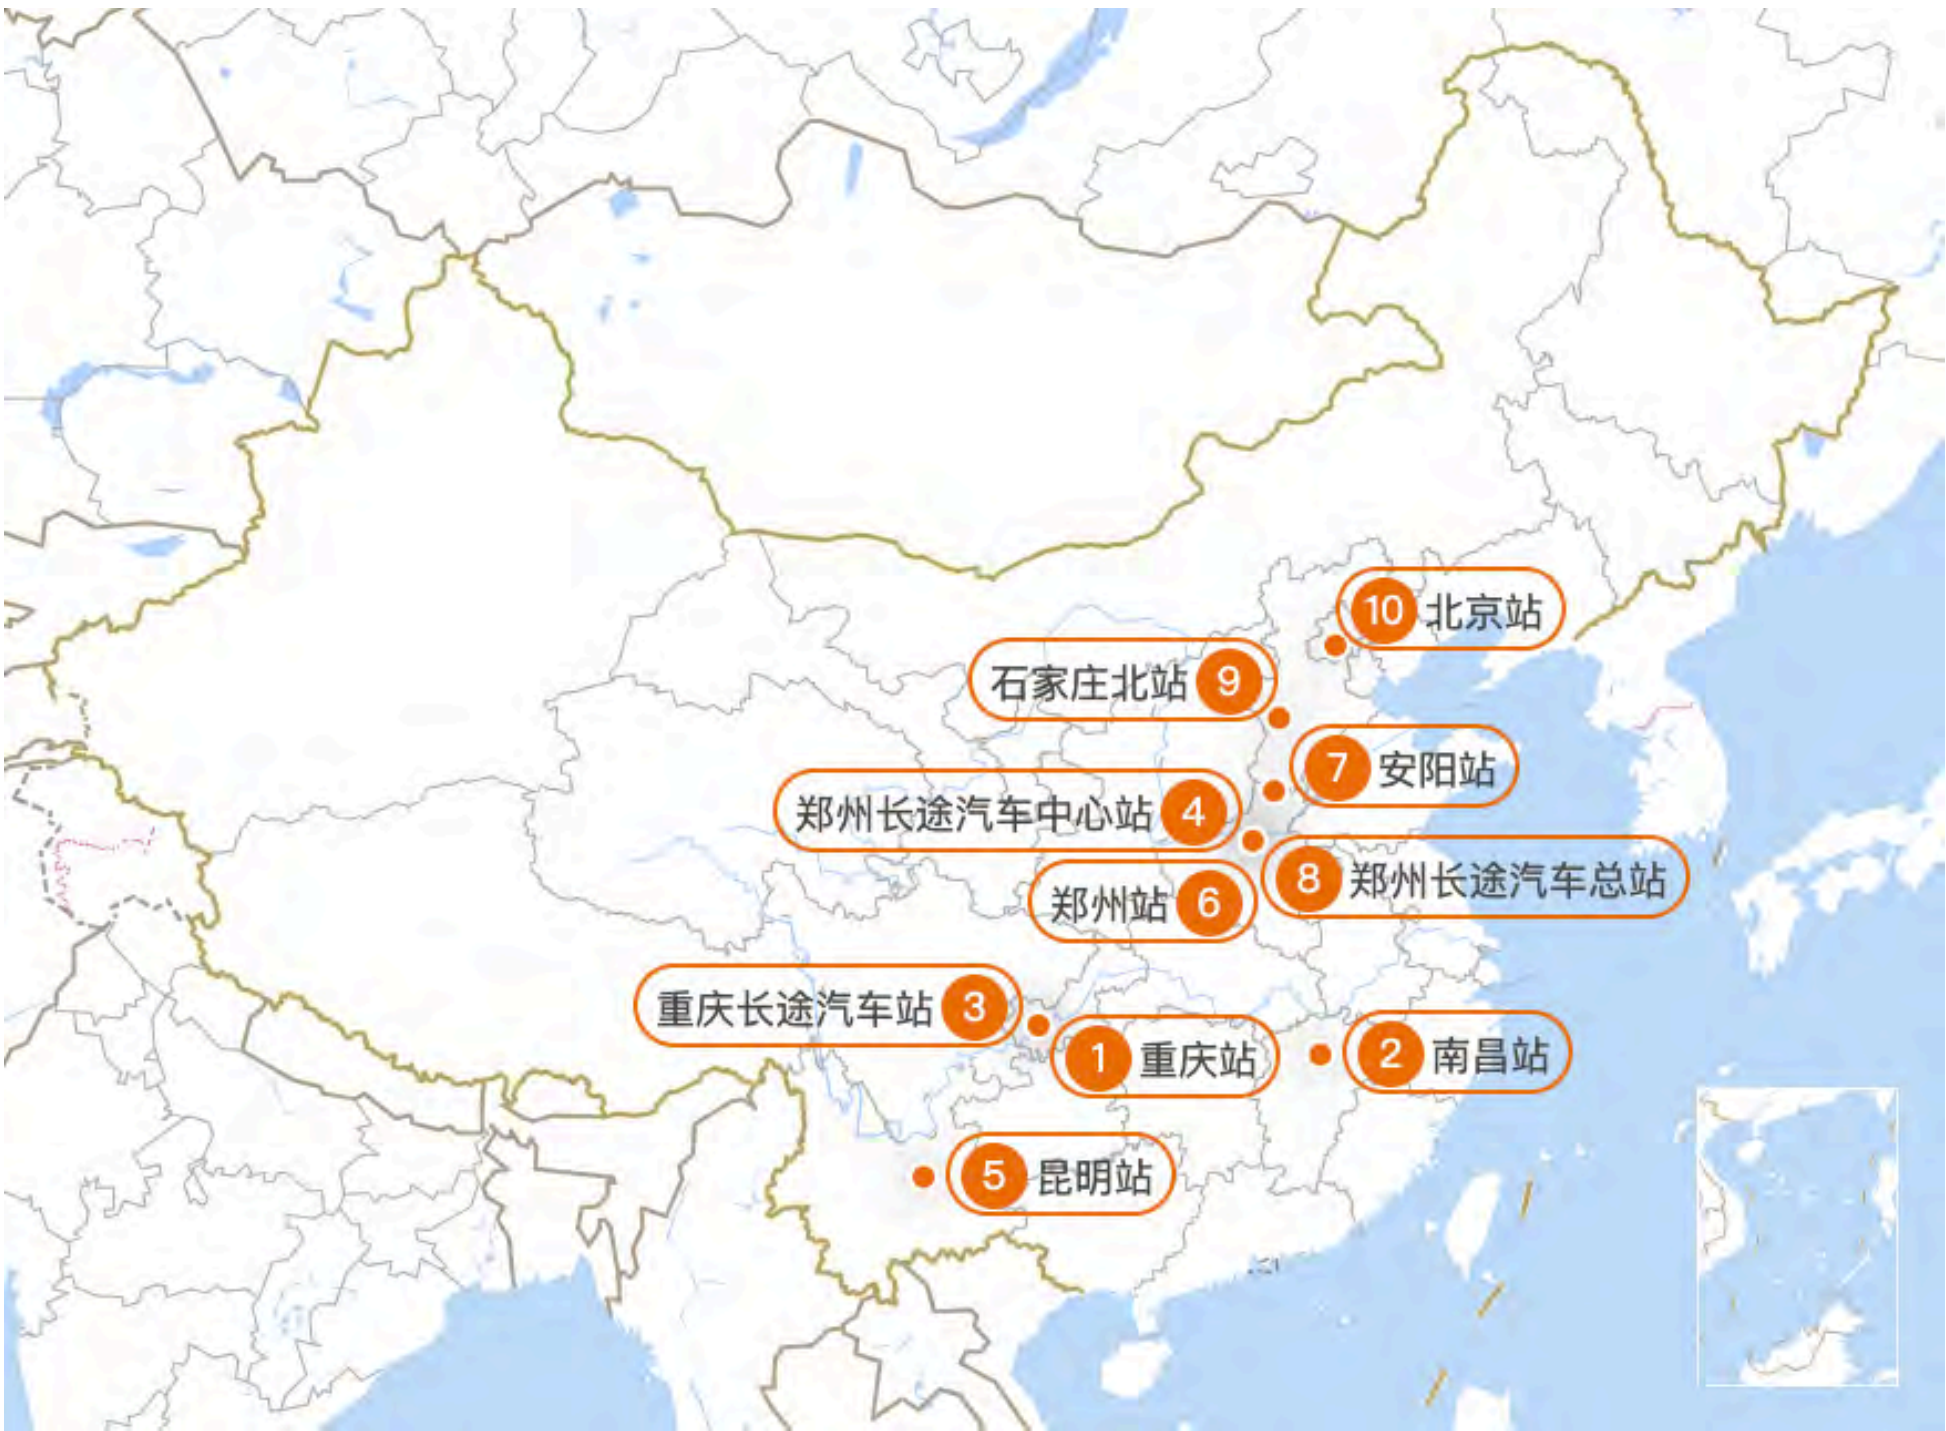 10 北京站
石家庄北站 9
7 安阳站
郑州长途汽车中心站 4
8 郑州长途汽车总站
郑州站 6
重庆长途汽车站 3
1 重庆站
2 南昌站
5 昆明站